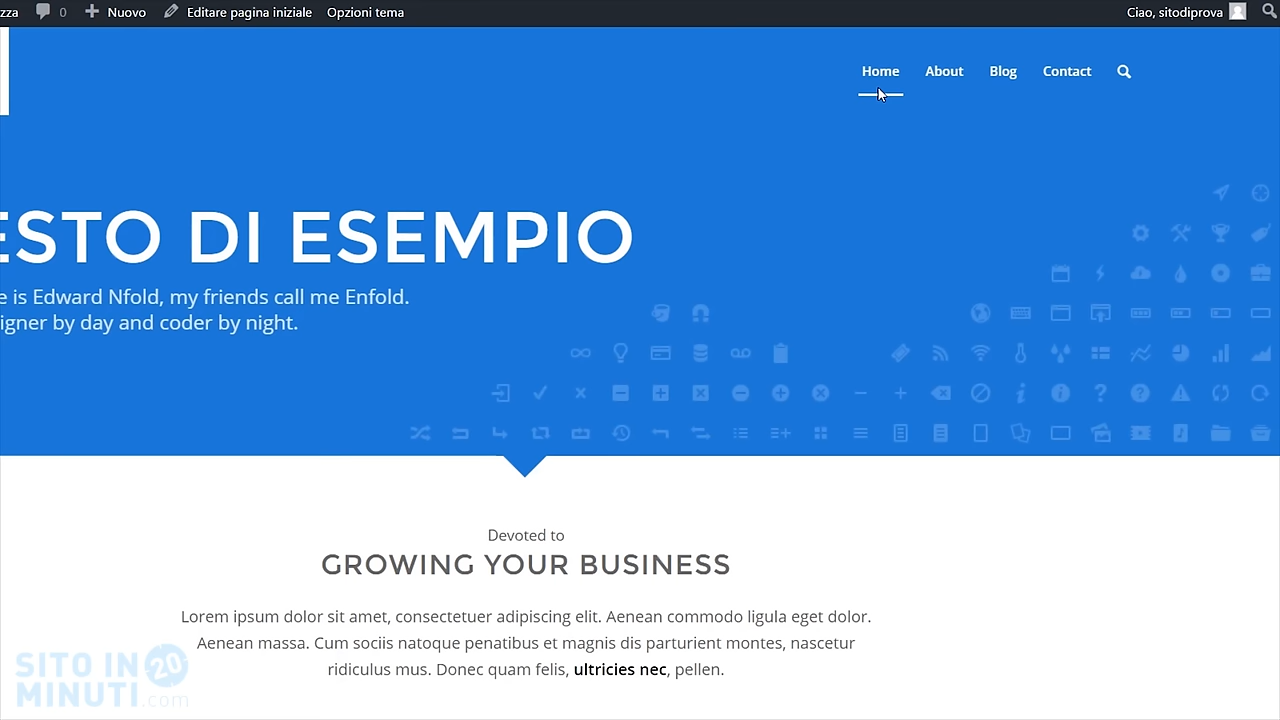 zza 0 Nuovo Editare pagina iniziale Opzioni tema Ciao, sitodiprova
Home About Blog Contact
ESTO DI ESEMPIO
e is Edward Nfold, my friends call me Enfold.
igner by day and coder by night.
Devoted to
GROWING YOUR BUSINESS
Lorem ipsum dolor sit amet, consectetuer adipiscing elit. Aenean commodo ligula eget dolor.
Aenean massa. Cum sociis natoque penatibus et magnis dis parturient montes, nascetur
ridiculus mus. Donec quam felis, ultricies nec, pellen.
SITO IN 20
MINUTI.com